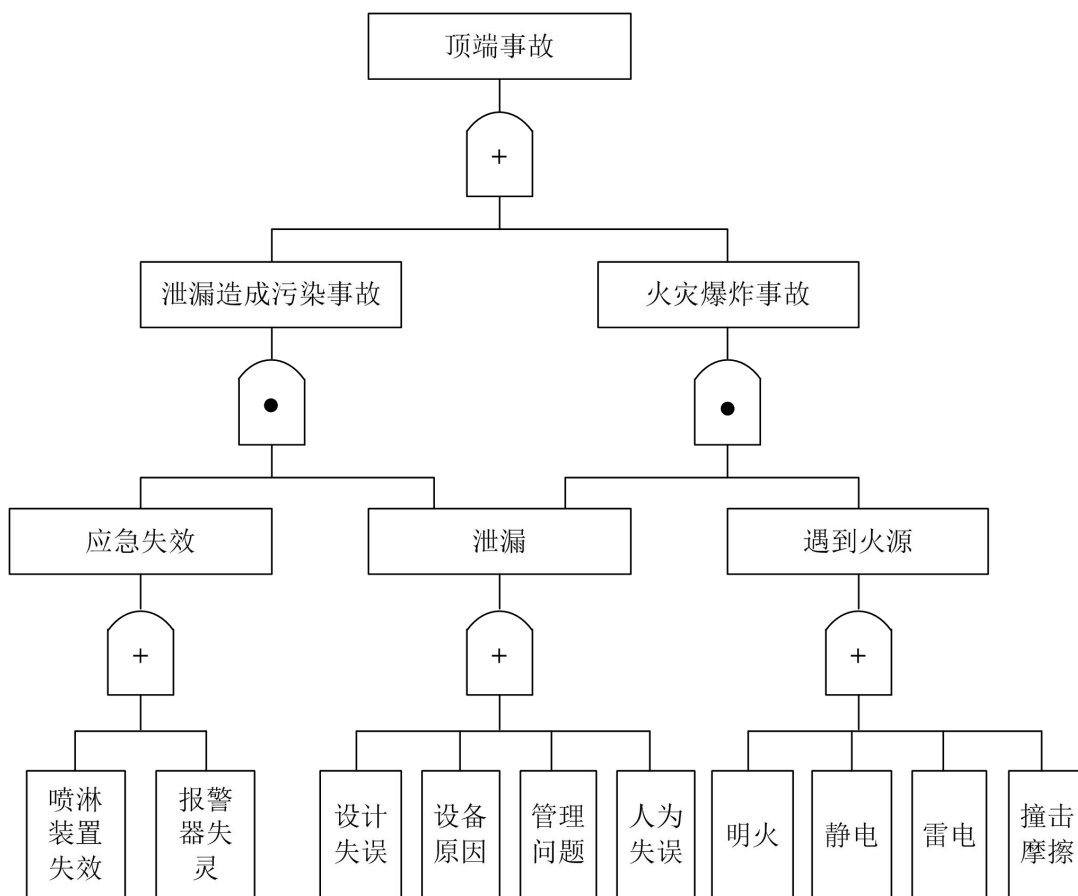 顶端事故
+
泄漏造成污染事故
火灾爆炸事故
应急失效
泄漏
遇到火源
+
+
+
喷淋
装置
失效
报警
器失
灵
设计
失误
设备
原因
管理
问题
人为
失误
明火
静电
雷电
撞击
摩擦